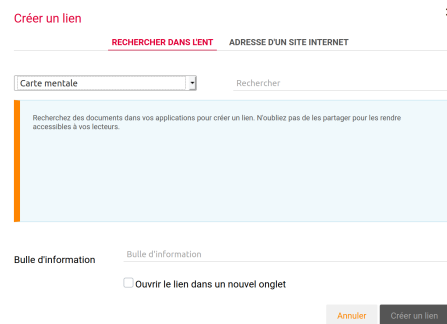 Créer un lien
RECHERCHER DANS L'ENT ADRESSE D'UN SITE INTERNET
Carte mentale Rechercher
Recherchez des documents dans vos applications pour créer un lien. N'oubliez pas de les partager pour les rendre
accessibles à vos lecteurs.
Bulle d'information Bulle d'information
Ouvrir le lien dans un nouvel onglet
Annuler Créer un lien